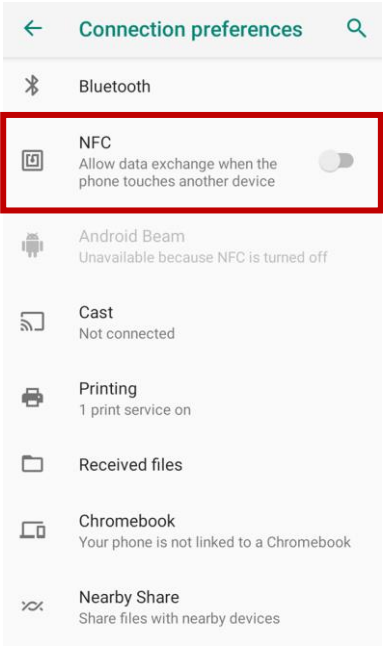 Connection preferences
Bluetooth
NFC
Allow data exchange when the
phone touches another device
Android Beam
Unavailable because NFC is turned off
Cast
Not connected
Printing
1 print service on
Received files
Chromebook
Your phone is not linked to a Chromebook
Nearby Share
Share files with nearby devices